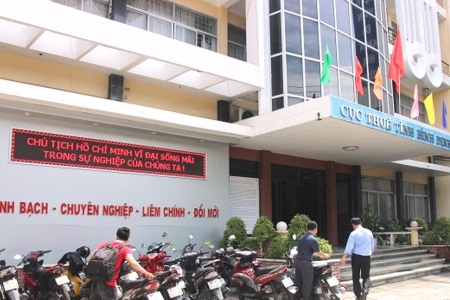 CHỦ TỊCH HỒ CHÍ MINH VĨ ĐẠI SỐNG MÃI
TRONG SỰ NGHIỆP CỦA CHÚNG TA !
NH BẠCH - CHUYÊN NGHIỆP - LIÊM CHÍNH - ĐỔI MỚI
CỤC THUẾ TỈNH BÌNH ĐỊNH